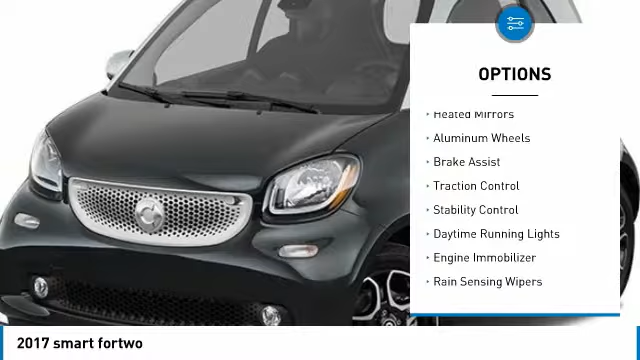 OPTIONS
Heated Mirrors
Aluminum Wheels
Brake Assist
Traction Control
Stability Control
Daytime Running Lights
Engine Immobilizer
Rain Sensing Wipers
2017 smart fortwo